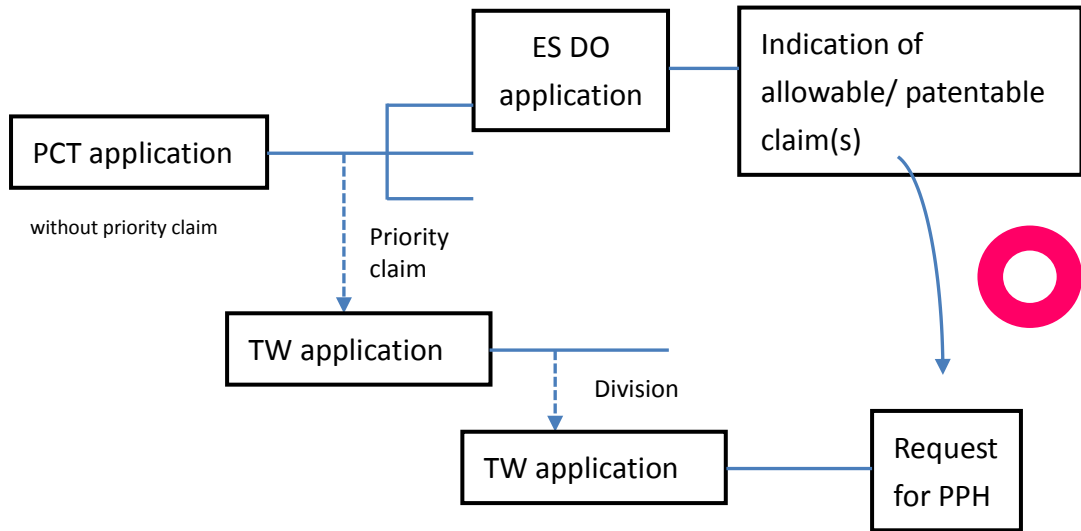 ES DO
application
Indication of
allowable/ patentable
claim(s)
PCT application
without priority claim
Priority
claim
TW application
Division
TW application
Request
for PPH